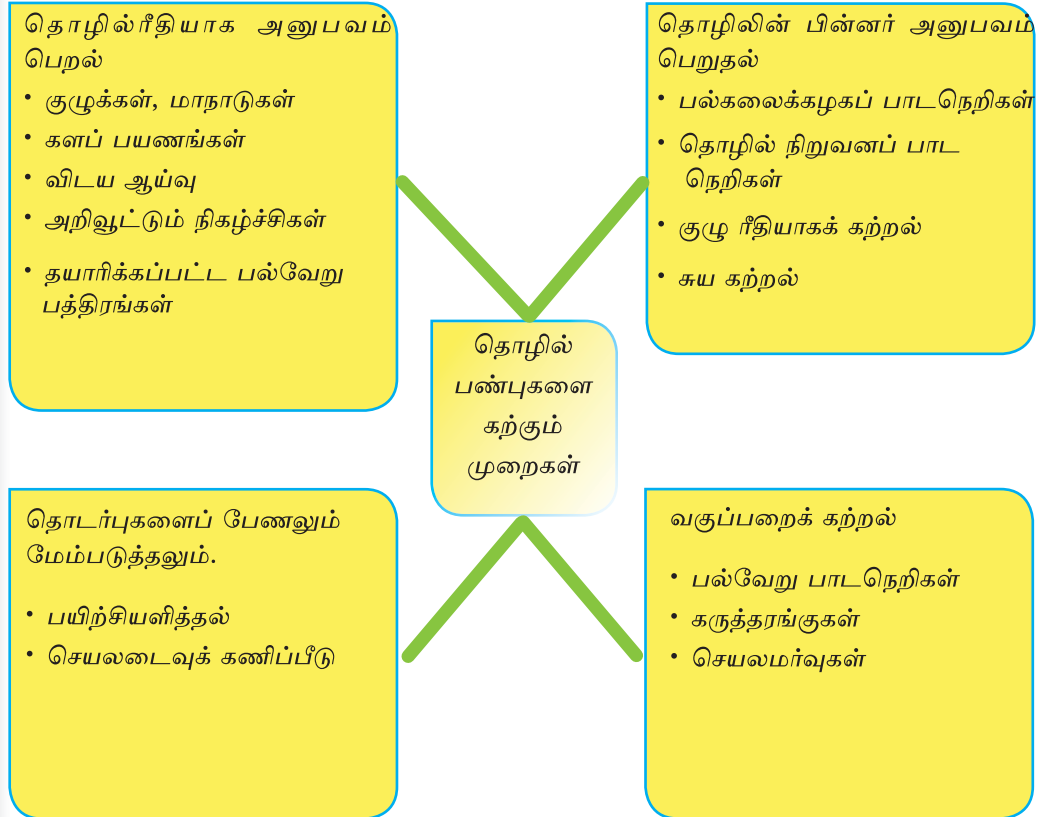 தொழில்ரீதியாக அனுபவம்
பெறல்
• குழுக்கள், மாநாடுகள்
• களப் பயணங்கள்
• விடய ஆய்வு
• அறிவூட்டும் நிகழ்ச்சிகள்
• தயாரிக்கப்பட்ட பல்வேறு
பத்திரங்கள்
தொழிலின் பின்னர் அனுபவம்
பெறுதல்
• பல்கலைக்கழகப் பாடநெறிகள்
• தொழில் நிறுவனப் பாட
நெறிகள்
• குழு ரீதியாகக் கற்றல்
• சுய கற்றல்
தொழில்
பண்புகளை
கற்கும்
முறைகள்
தொடர்புகளைப் பேணலும்
மேம்படுத்தலும்.
• பயிற்சியளித்தல்
• செயலடைவுக் கணிப்பீடு
வகுப்பறைக் கற்றல்
• பல்வேறு பாடநெறிகள்
• கருத்தரங்குகள்
• செயலமர்வுகள்